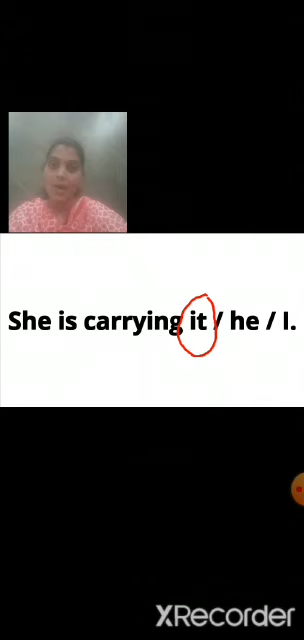 She is carrying it / he / I.
XRecorder